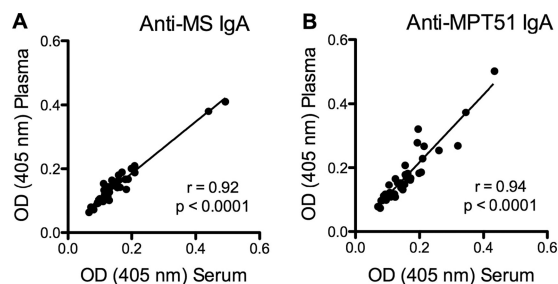 A
Anti-MS IgA
OD (405 nm) Plasma
0.6
0.4
0.2
0.0
r = 0.92
p < 0.0001
0.0 0.2 0.4 0.6
OD (405 nm) Serum
B
Anti-MPT51 IgA
OD (405 nm) Plasma
0.6
0.4
0.2
0.0
r = 0.94
p < 0.0001
0.0 0.2 0.4 0.6
OD (405 nm) Serum